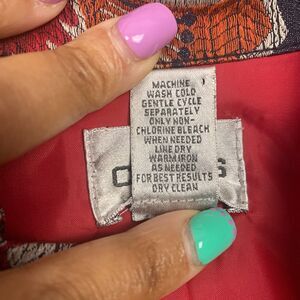 MACHINE
WASH COLD
GENTLE CYCLE
SEPARATELY
ONLY NON-
CHLORINE BLEACH
WHEN NEEDED
LINE DRY
WARM IRON
AS NEEDED
FOR BEST RESULTS
DRY CLEAN